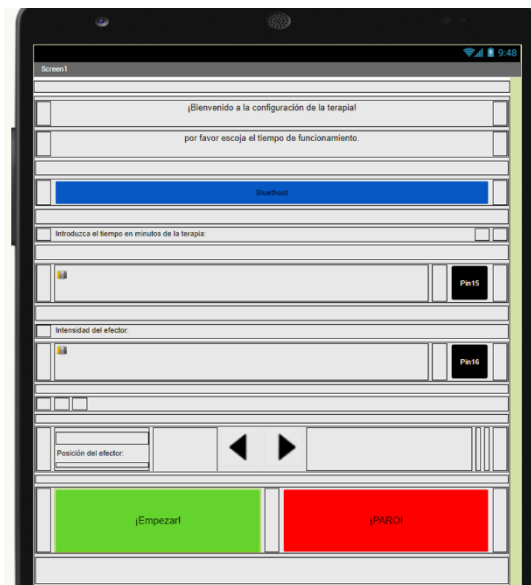 9:48
Screen1
¡Bienvenido a la configuración de la terapia!
por favor escoja el tiempo de funcionamiento.
Bluethoot
Introduzca el tiempo en minutos de la terapia:
Pin15
Intensidad del efector:
Pin16
Posición del efector:
¡Empezar!
¡PARO!